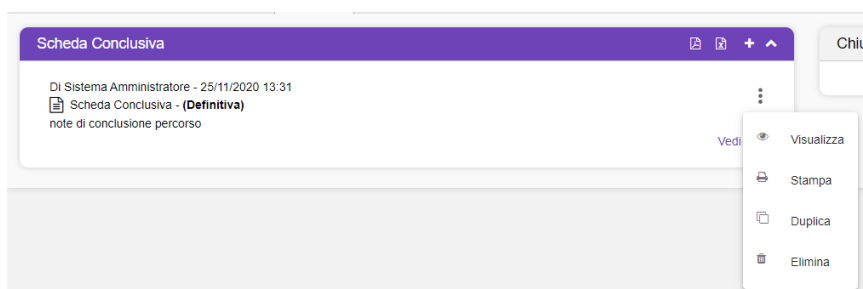 Scheda Conclusiva
Di Sistema Amministratore - 25/11/2020 13:31
Scheda Conclusiva - (Definitiva)
note di conclusione percorso
Vedi
Visualizza
Stampa
Duplica
Elimina